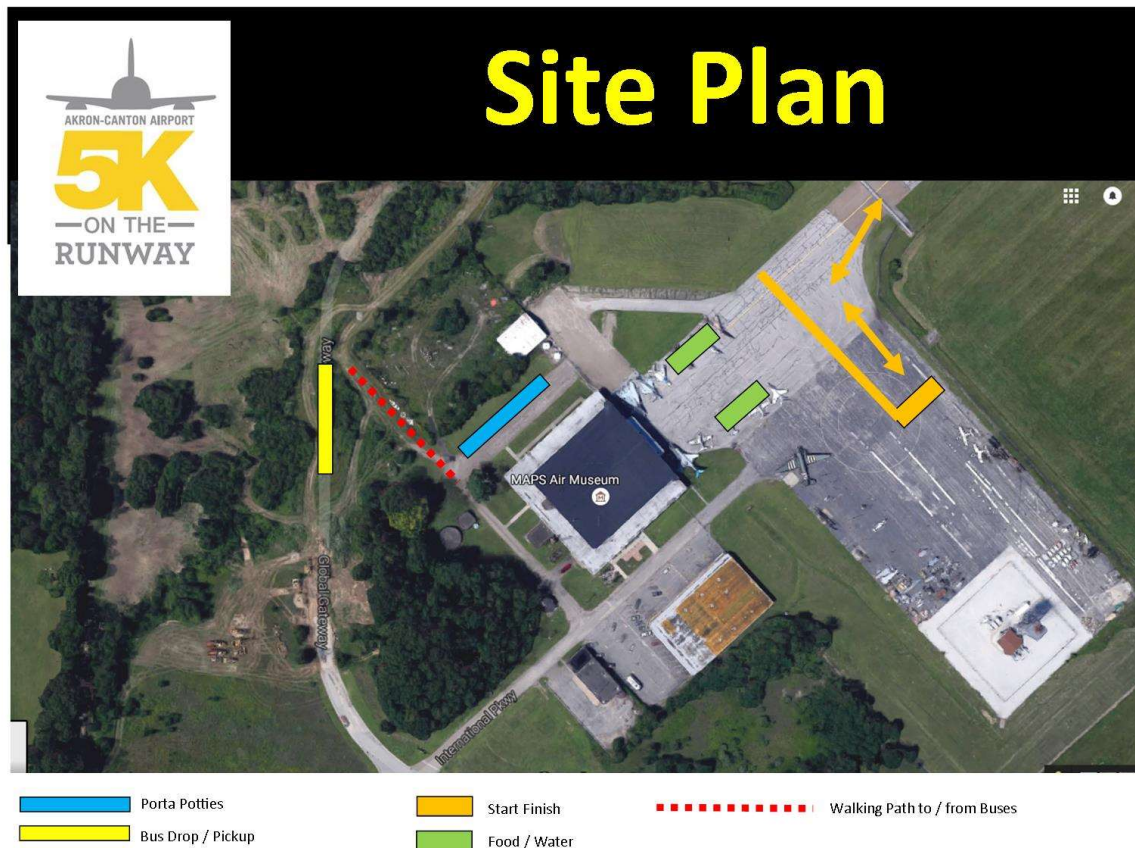 Site Plan
AKRON-CANTON AIRPORT
5K
ON THE
RUNWAY
way
MAPS Air Museum
Global Gateway
International Pkwy
Porta Potties
Start Finish
Walking Path to / from Buses
Bus Drop / Pickup
Food / Water